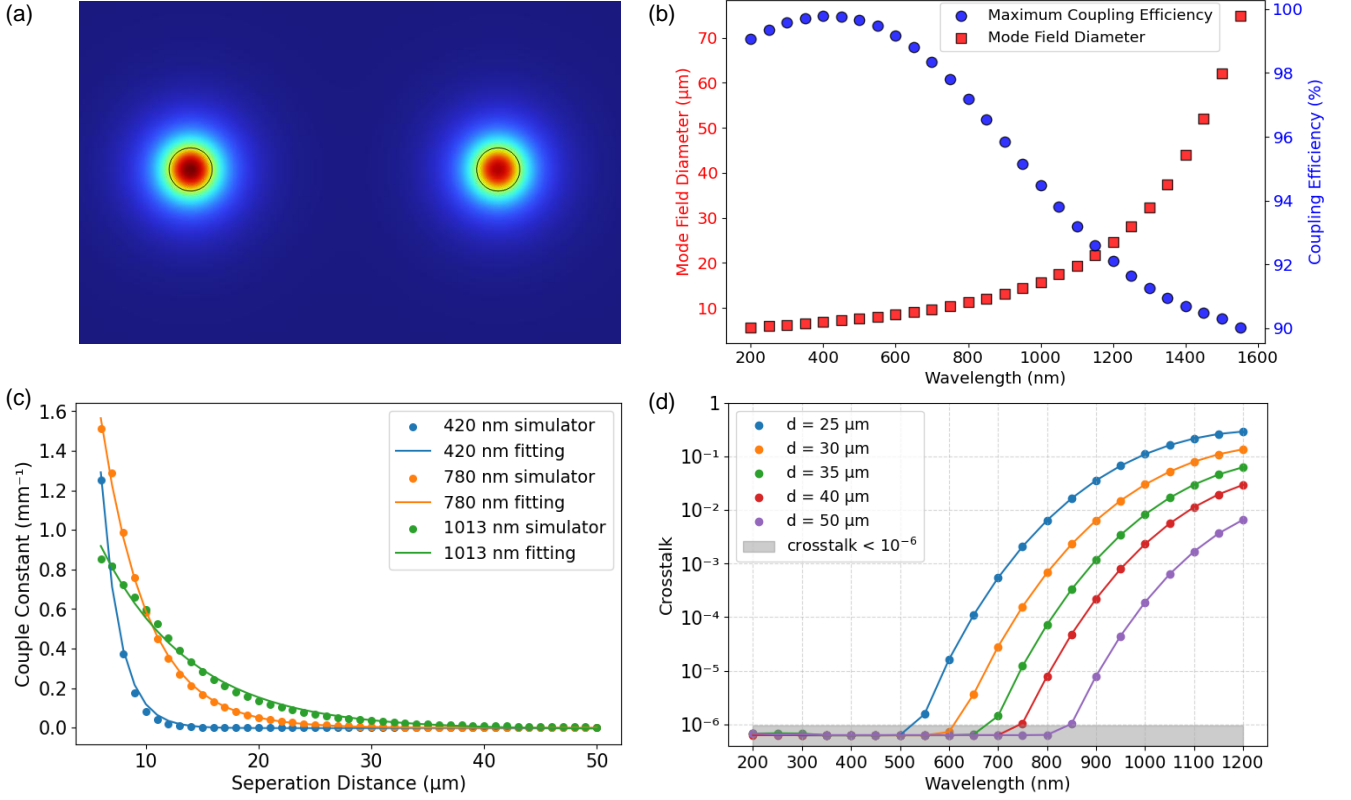 (a)
(b)
Maximum Coupling Efficiency
Mode Field Diameter
70
60
50
40
30
20
10
Mode Field Diameter (μm)
100
98
96
94
92
90
Coupling Efficiency (%)
200 400 600 800 1000 1200 1400 1600
Wavelength (nm)
(c)
420 nm simulator
420 nm fitting
780 nm simulator
780 nm fitting
1013 nm simulator
1013 nm fitting
1.6
1.4
1.2
1.0
0.8
0.6
0.4
0.2
0.0
Couple Constant (mm⁻¹)
10 20 30 40 50
Seperation Distance (μm)
(d)
d = 25 μm
d = 30 μm
d = 35 μm
d = 40 μm
d = 50 μm
crosstalk < 10⁻⁶
1
10⁻¹
10⁻²
10⁻³
10⁻⁴
10⁻⁵
10⁻⁶
Crosstalk
200 300 400 500 600 700 800 900 1000 1100 1200
Wavelength (nm)